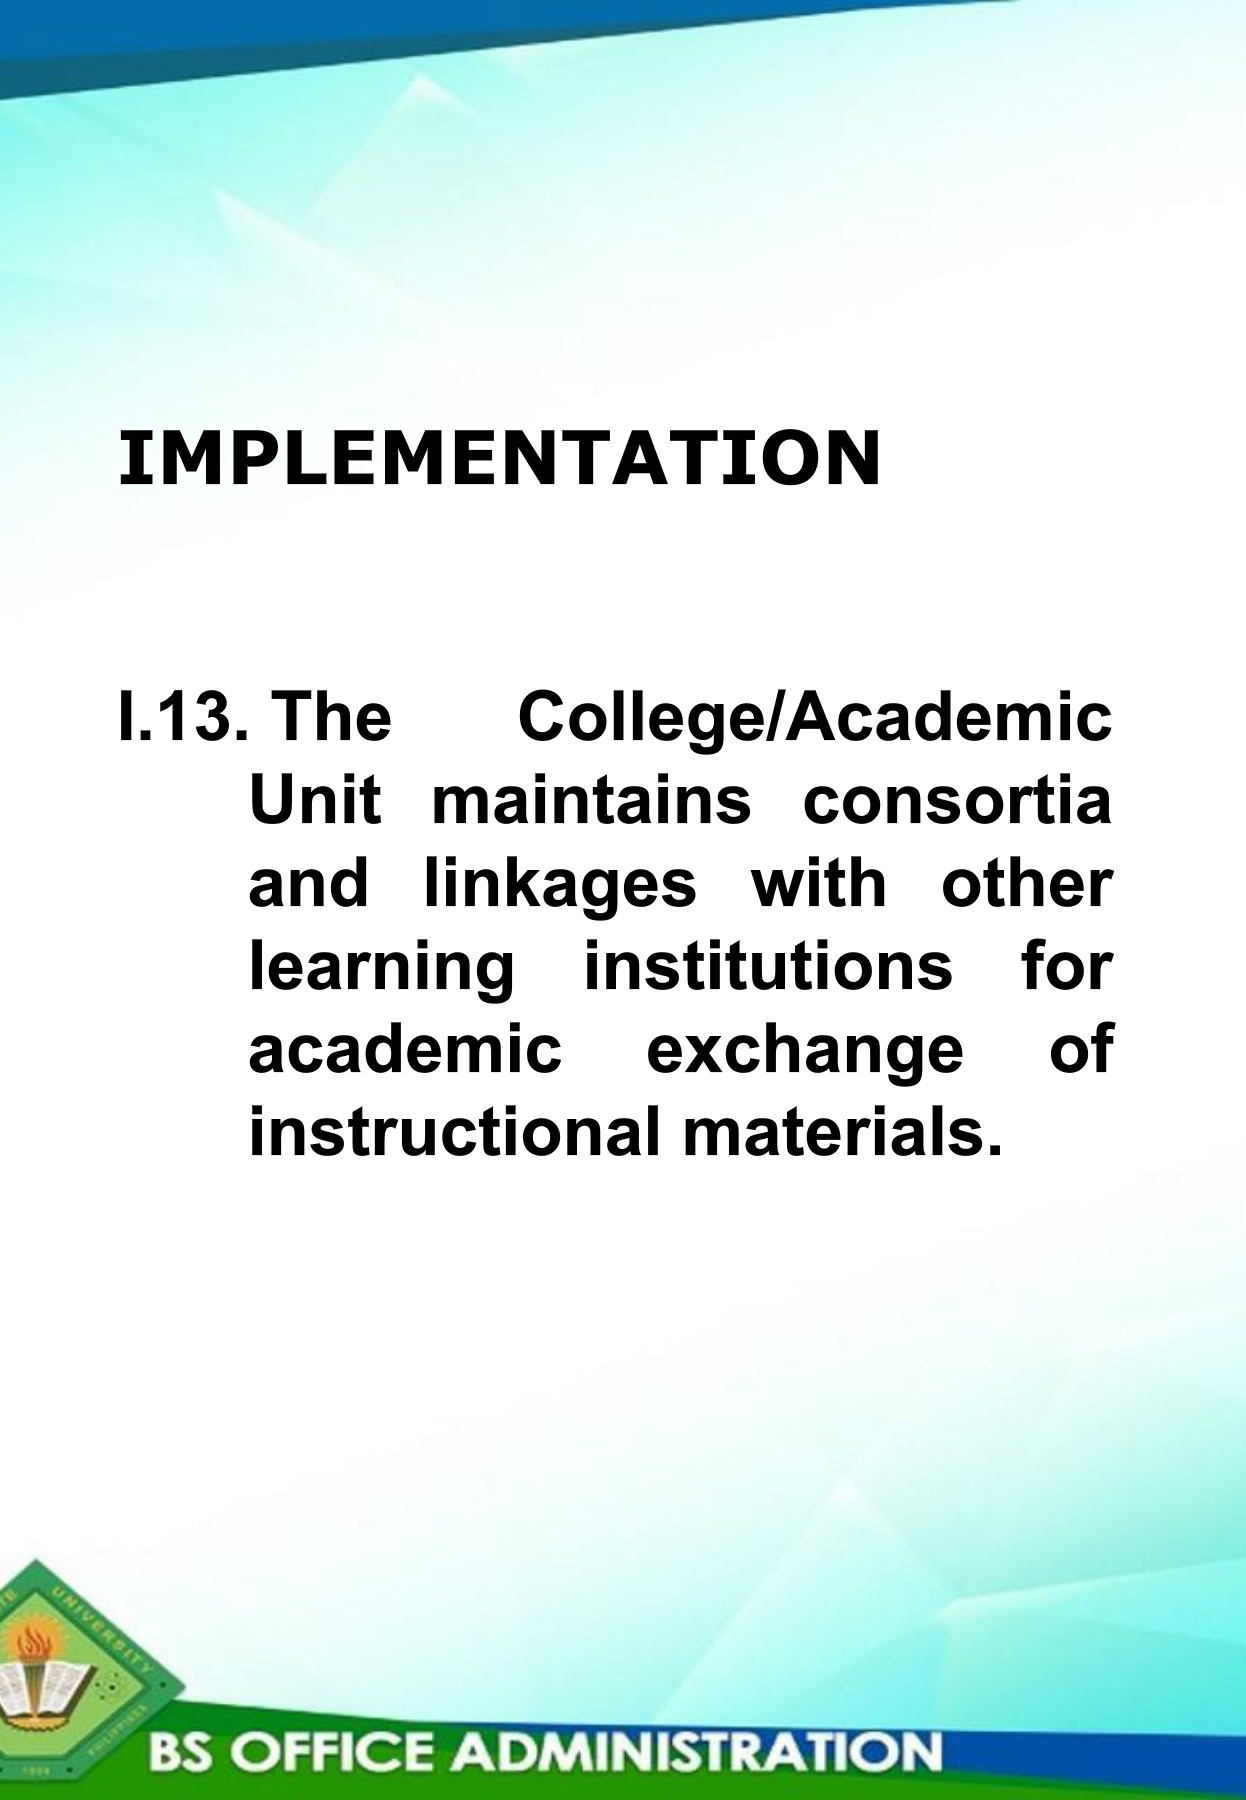 IMPLEMENTATION
I.13. The College/Academic
Unit maintains consortia
and linkages with other
learning institutions for
academic exchange of
instructional materials.
UNIVERSITY
PHILIPPINES
BS OFFICE ADMINISTRATION